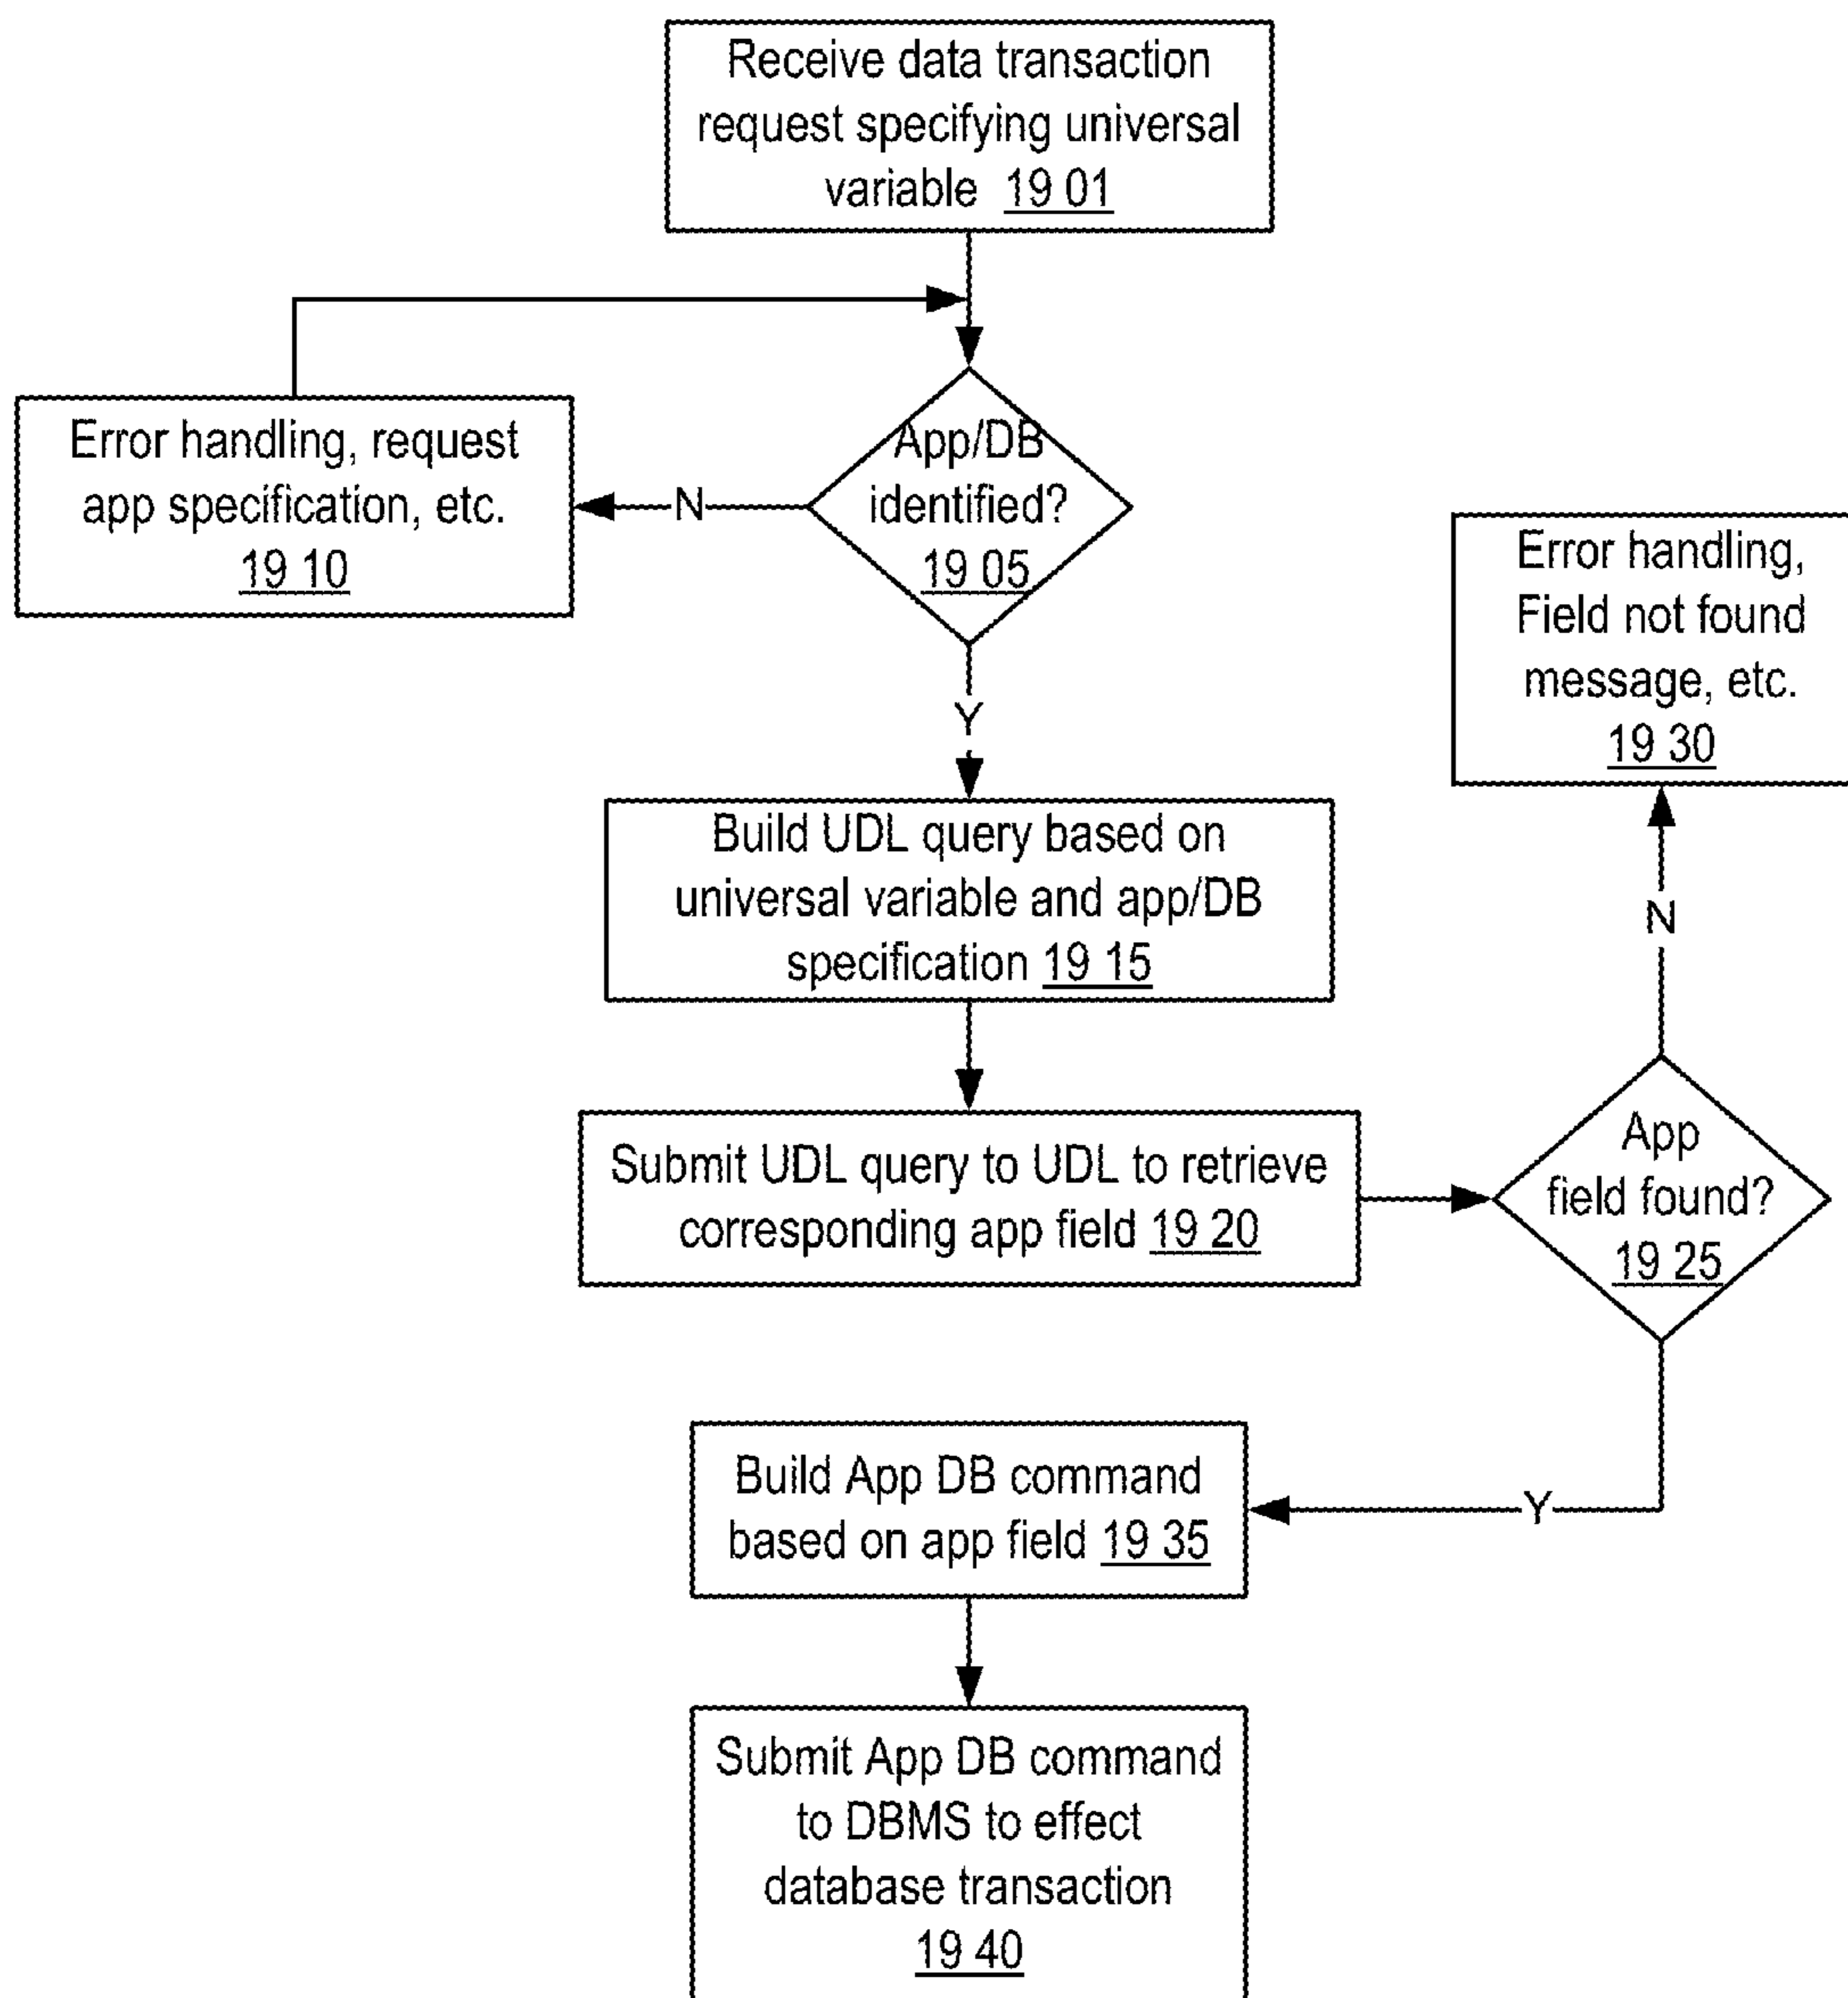 Receive data transaction
request specifying universal
variable 19 01
App/DB
identified?
19 05
N
Error handling, request
app specification, etc.
19 10
Y
Build UDL query based on
universal variable and app/DB
specification 19 15
Submit UDL query to UDL to retrieve
corresponding app field 19 20
App
field found?
19 25
N
Error handling,
Field not found
message, etc.
19 30
Y
Build App DB command
based on app field 19 35
Submit App DB command
to DBMS to effect
database transaction
19 40